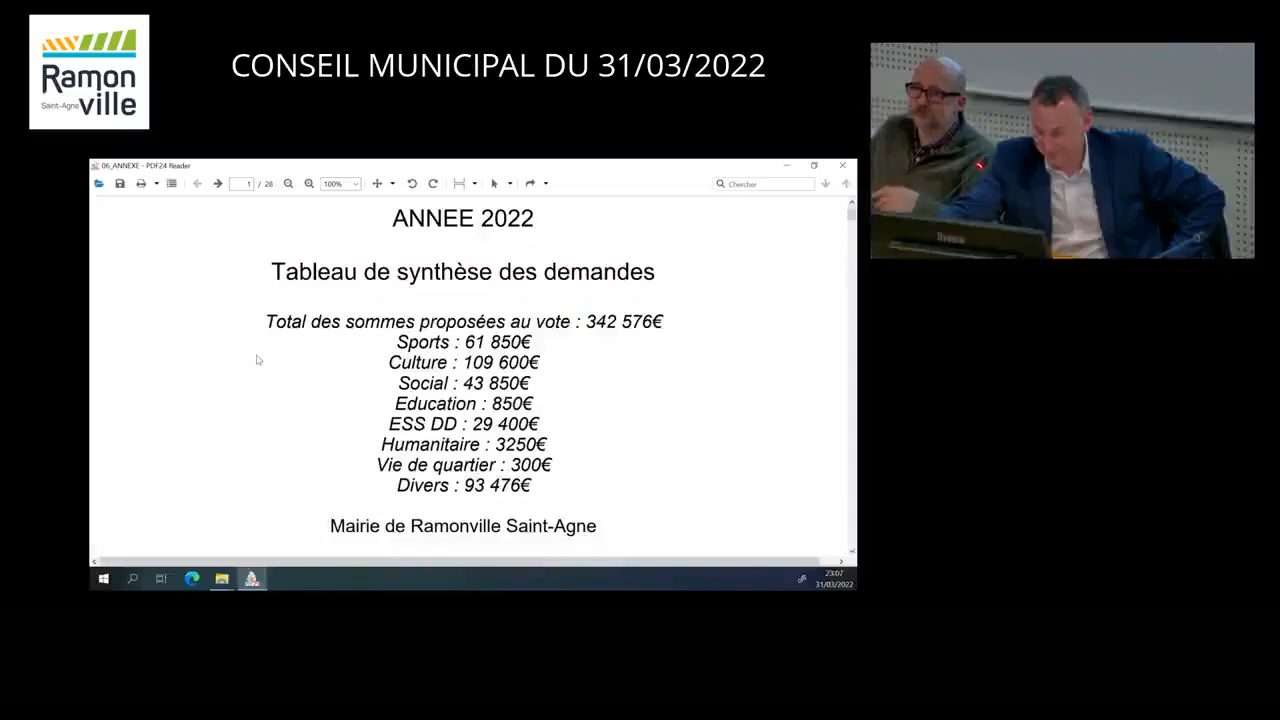 Ramon
Saint-Agne ville
CONSEIL MUNICIPAL DU 31/03/2022
06_ANNEXE - PDF24 Reader
1 / 28
100%
Chercher
ANNEE 2022
Tableau de synthèse des demandes
Total des sommes proposées au vote : 342 576€
Sports : 61 850€
Culture : 109 600€
Social : 43 850€
Education : 850€
ESS DD : 29 400€
Humanitaire : 3250€
Vie de quartier : 300€
Divers : 93 476€
Mairie de Ramonville Saint-Agne
23:07
31/03/2022